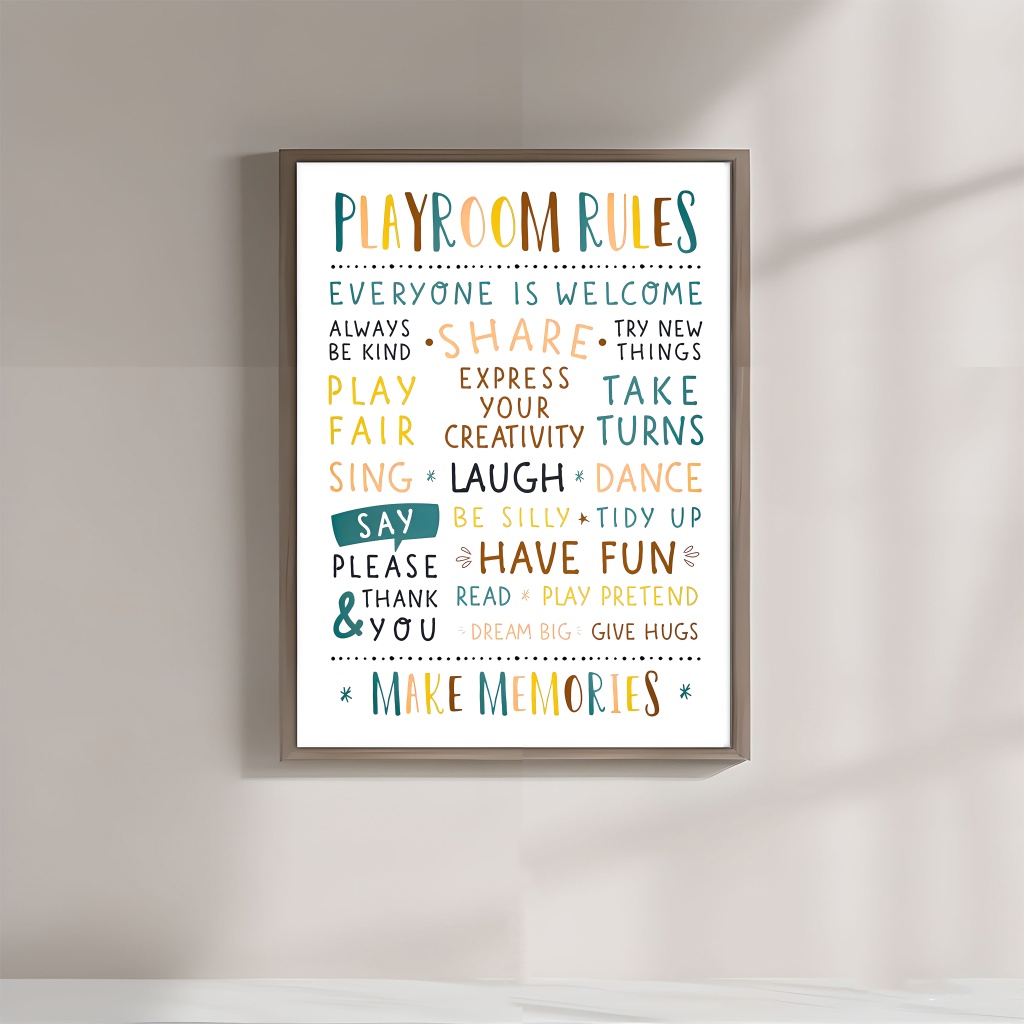 PLAYROOM RULES
EVERYONE IS WELCOME
ALWAYS
BE KIND
SHARE
TRY NEW
THINGS
PLAY
FAIR
EXPRESS
YOUR
CREATIVITY
TAKE
TURNS
SING * LAUGH * DANCE
SAY
PLEASE
& THANK
YOU
BE SILLY ★ TIDY UP
HAVE FUN
READ * PLAY PRETEND
DREAM BIG GIVE HUGS
* MAKE MEMORIES *